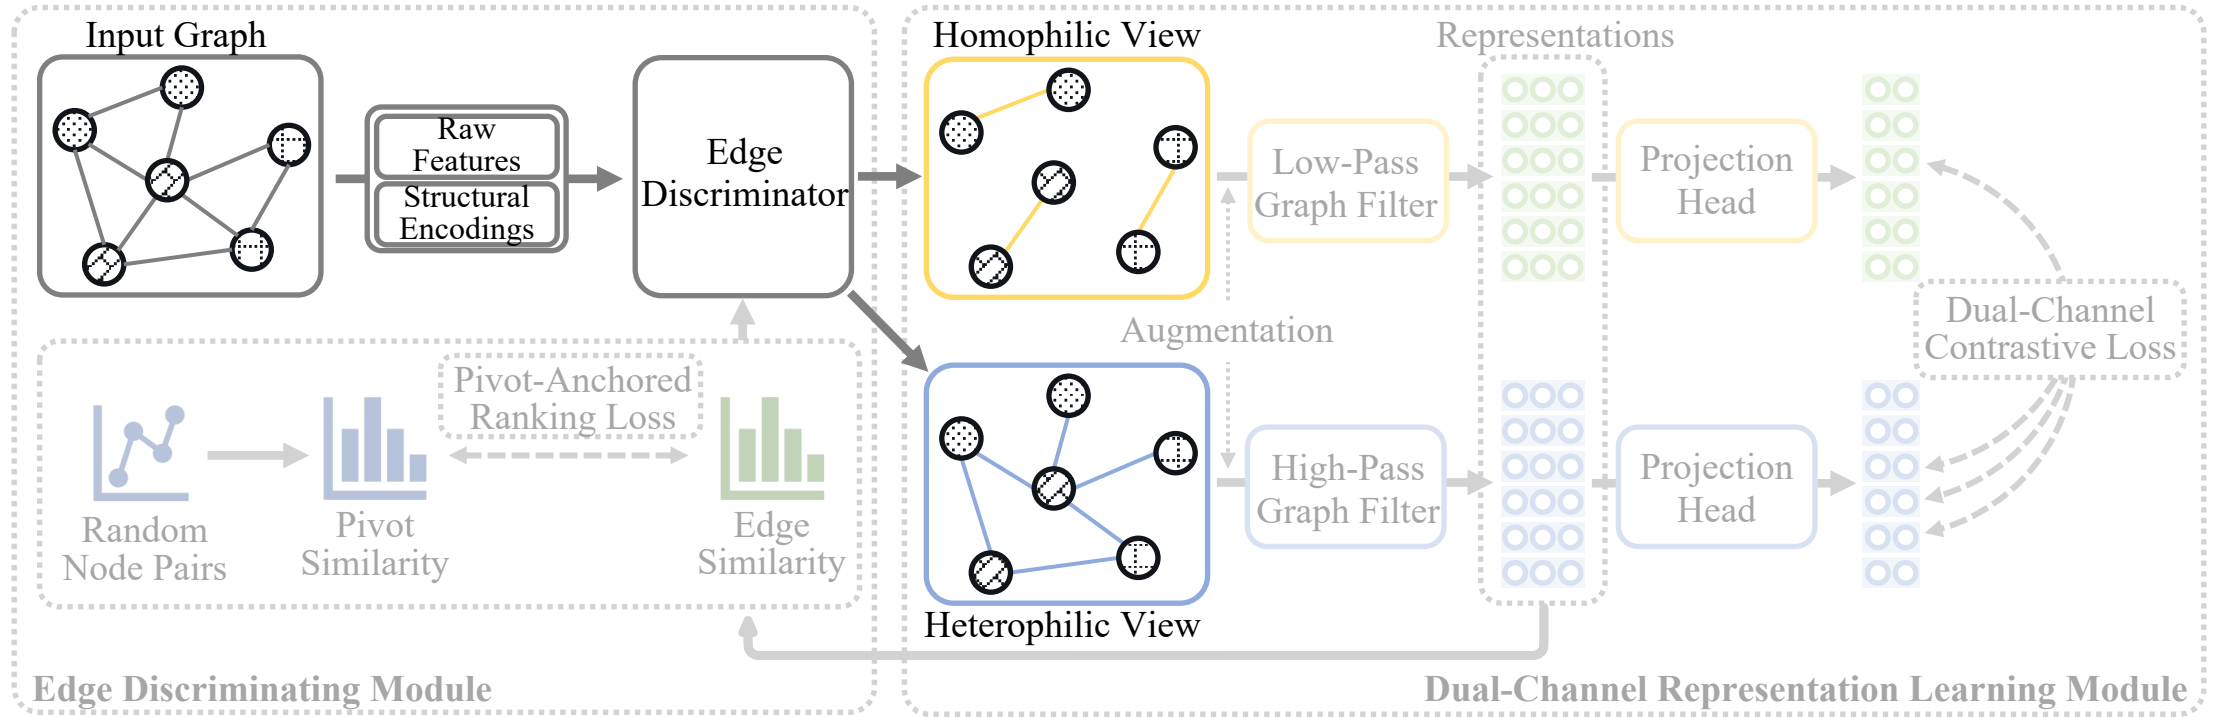 Input Graph
Raw
Features
Structural
Encodings
Edge
Discriminator
Homophilic View
Heterophilic View
Augmentation
Low-Pass
Graph Filter
High-Pass
Graph Filter
Representations
Projection
Head
Projection
Head
Dual-Channel
Contrastive Loss
Pivot-Anchored
Ranking Loss
Random
Node Pairs
Pivot
Similarity
Edge
Similarity
Edge Discriminating Module
Dual-Channel Representation Learning Module